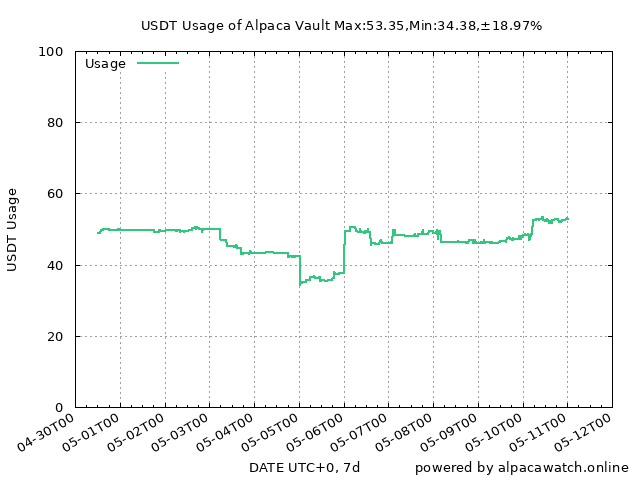 USDT Usage of Alpaca Vault Max:53.35,Min:34.38,±18.97%
Usage
100
80
60
40
20
0
USDT Usage
04-30T00
05-01T00
05-02T00
05-03T00
05-04T00
05-05T00
05-06T00
05-07T00
05-08T00
05-09T00
05-10T00
05-11T00
05-12T00
DATE UTC+0, 7d
powered by alpacawatch.online